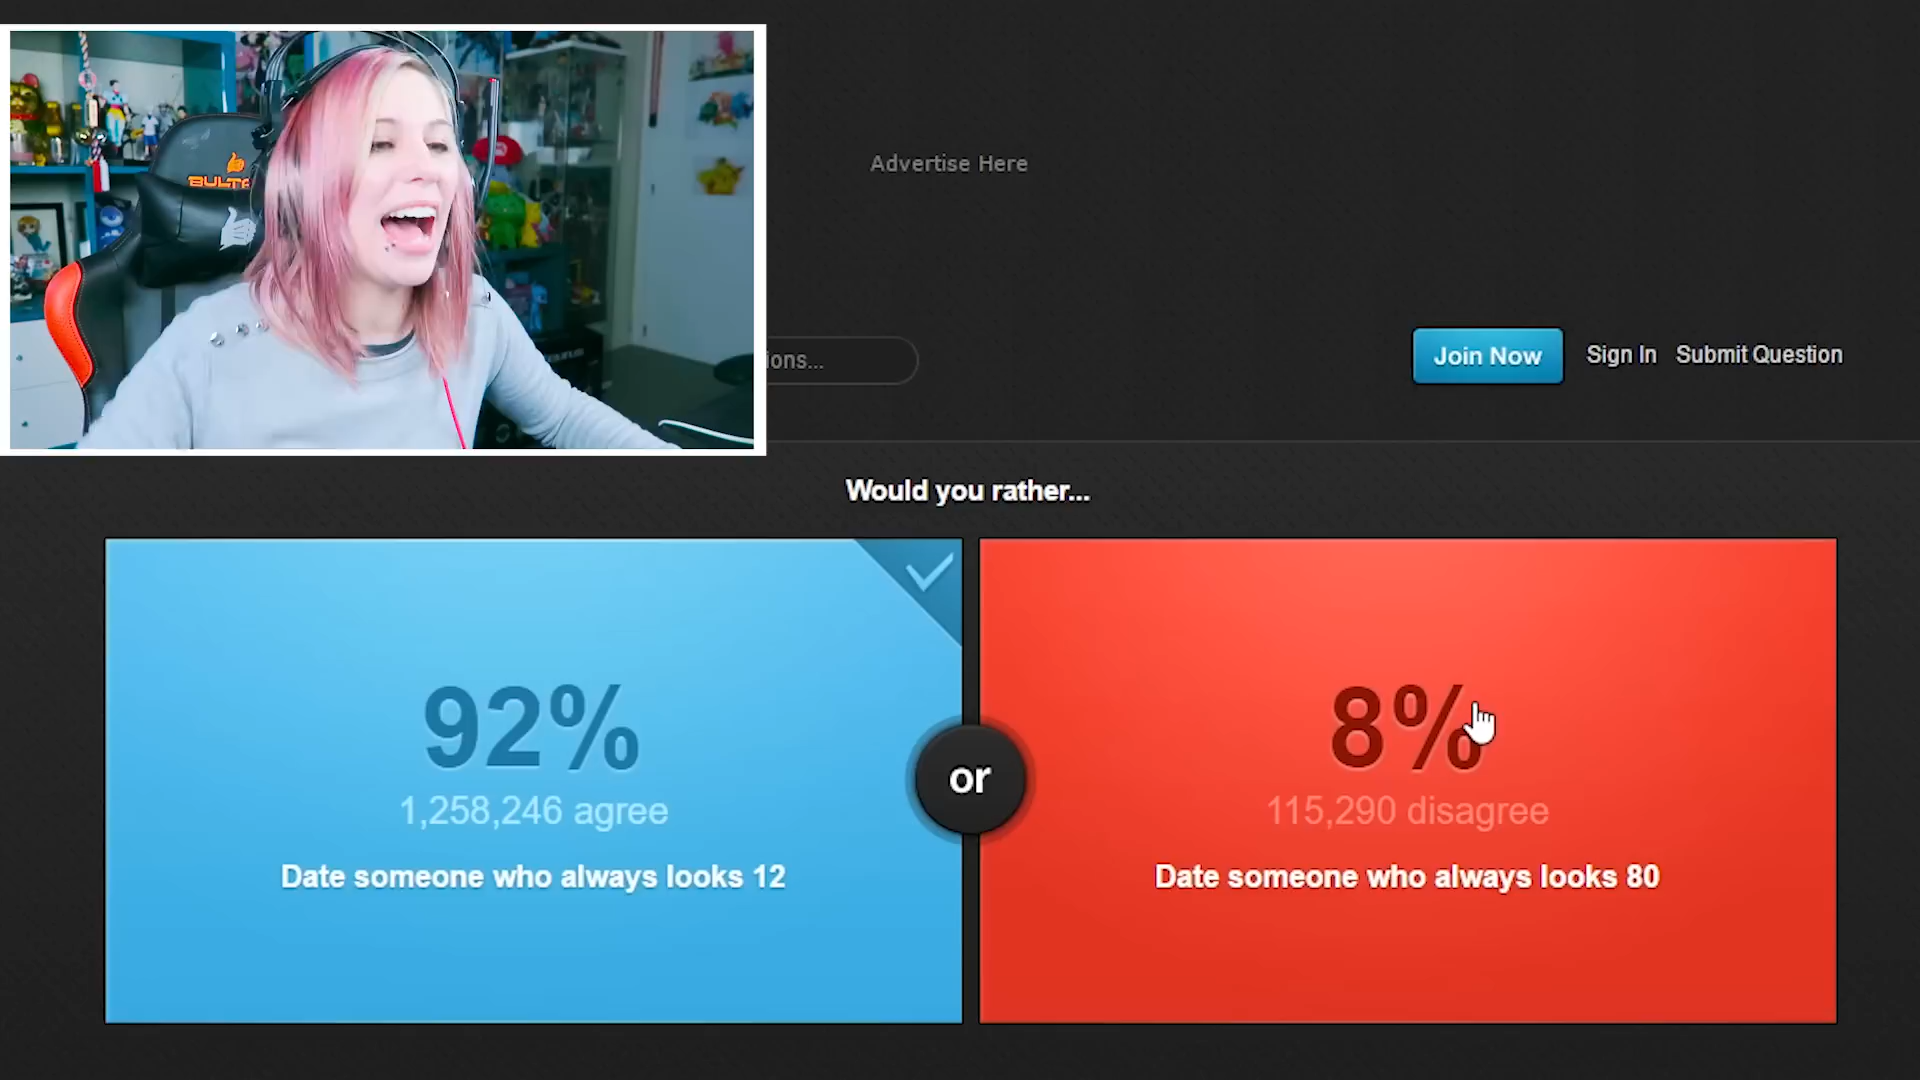 Advertise Here
ions...
Join Now
Sign In
Submit Question
Would you rather...
92%
1,258,246 agree
Date someone who always looks 12
or
8%
115,290 disagree
Date someone who always looks 80